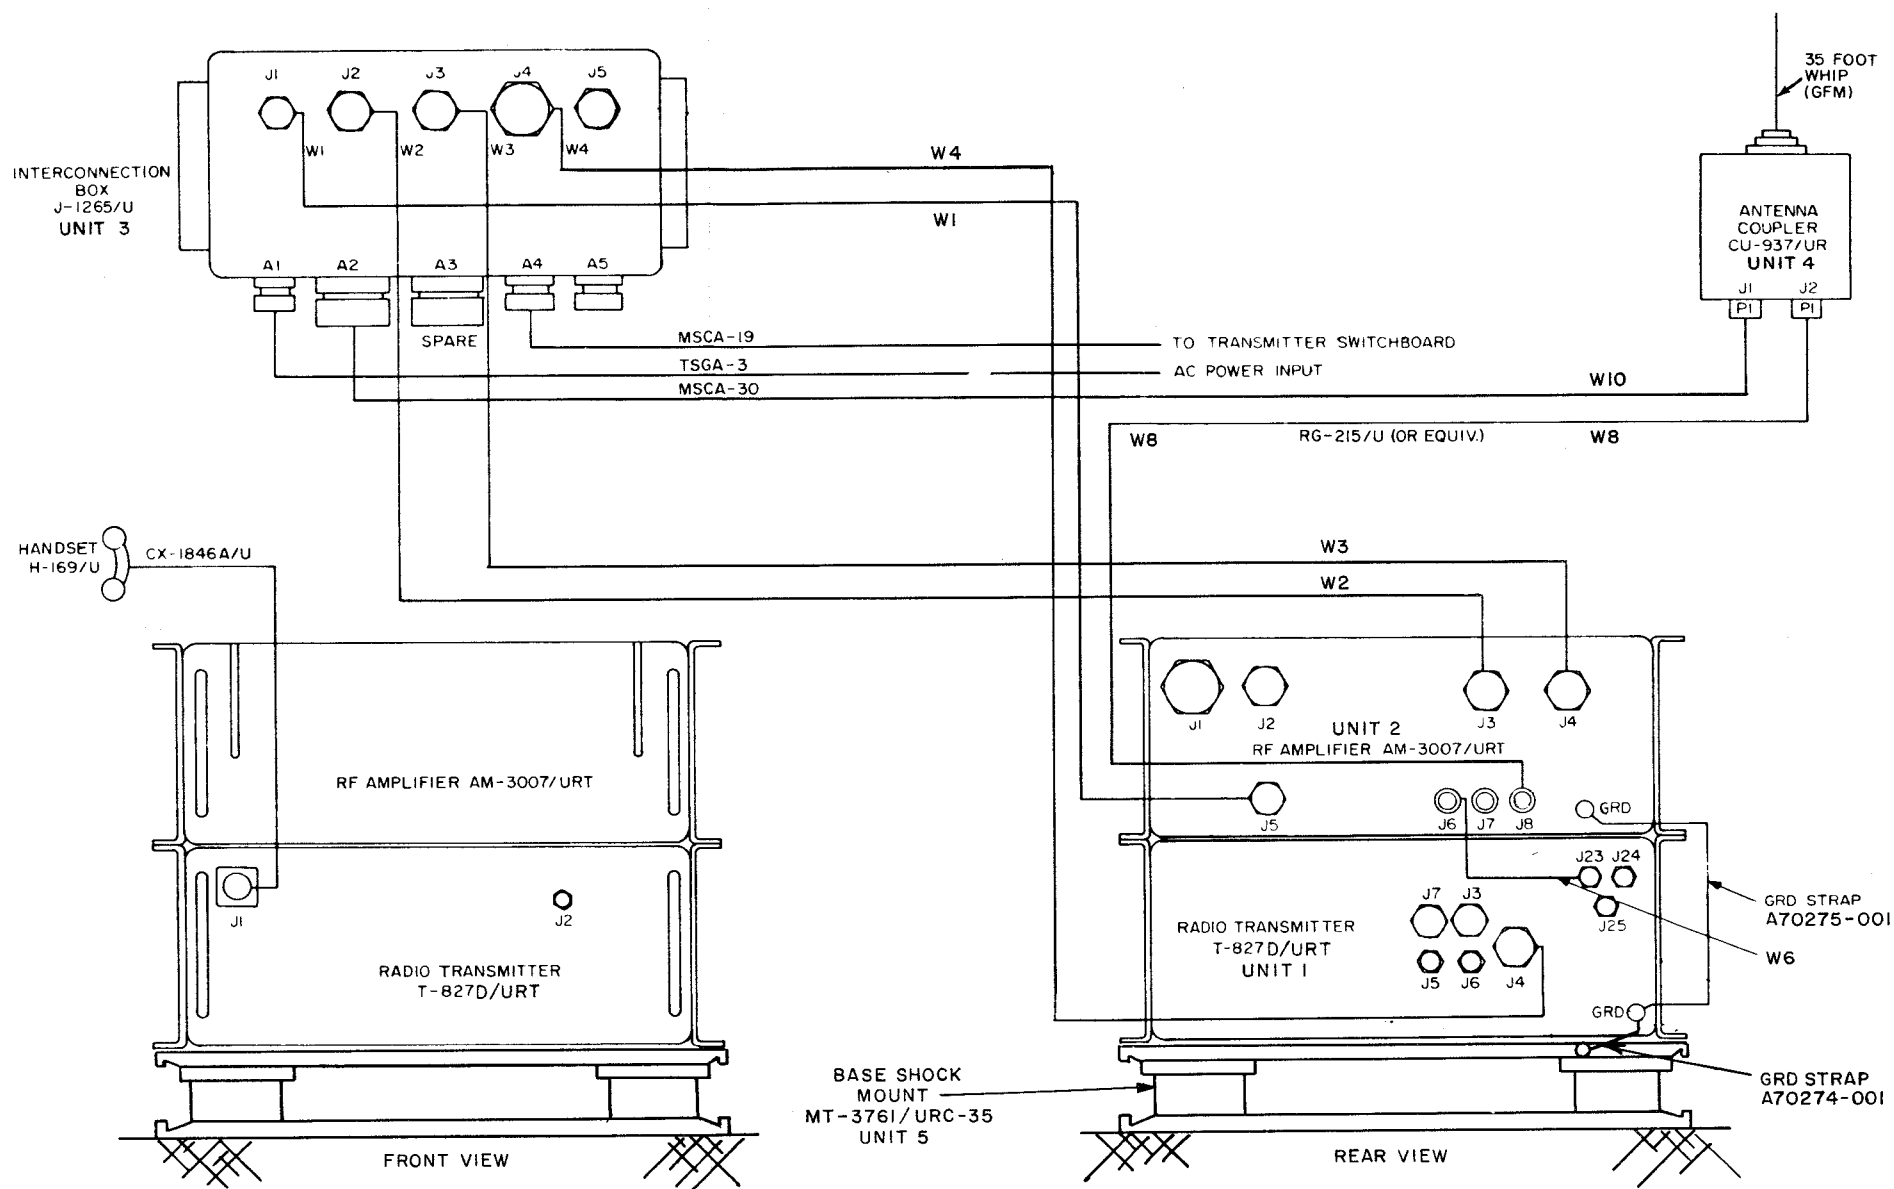 J1 J2 J3 J4 J5
W1 W2 W3 W4
INTERCONNECTION
BOX
J-1265/U
UNIT 3
A1 A2 A3 A4 A5
SPARE
W4
W1
35 FOOT
WHIP
(GFM)
ANTENNA
COUPLER
CU-937/UR
UNIT 4
J1 J2
P1 P1
MSCA-19
TO TRANSMITTER SWITCHBOARD
TSGA-3
AC POWER INPUT
MSCA-30
W10
W8
RG-215/U (OR EQUIV.)
W8
HANDSET
H-169/U
CX-1846A/U
W3
W2
RF AMPLIFIER AM-3007/URT
J1
J2
RADIO TRANSMITTER
T-827D/URT
FRONT VIEW
J1 J2 J3 J4
UNIT 2
RF AMPLIFIER AM-3007/URT
J5 J6 J7 J8
GRD
J23 J24
J25
J7 J3
J5 J6 J4
RADIO TRANSMITTER
T-827D/URT
UNIT 1
GRD
GRD STRAP
A70275-001
W6
GRD STRAP
A70274-001
BASE SHOCK
MOUNT
MT-3761/URC-35
UNIT 5
REAR VIEW